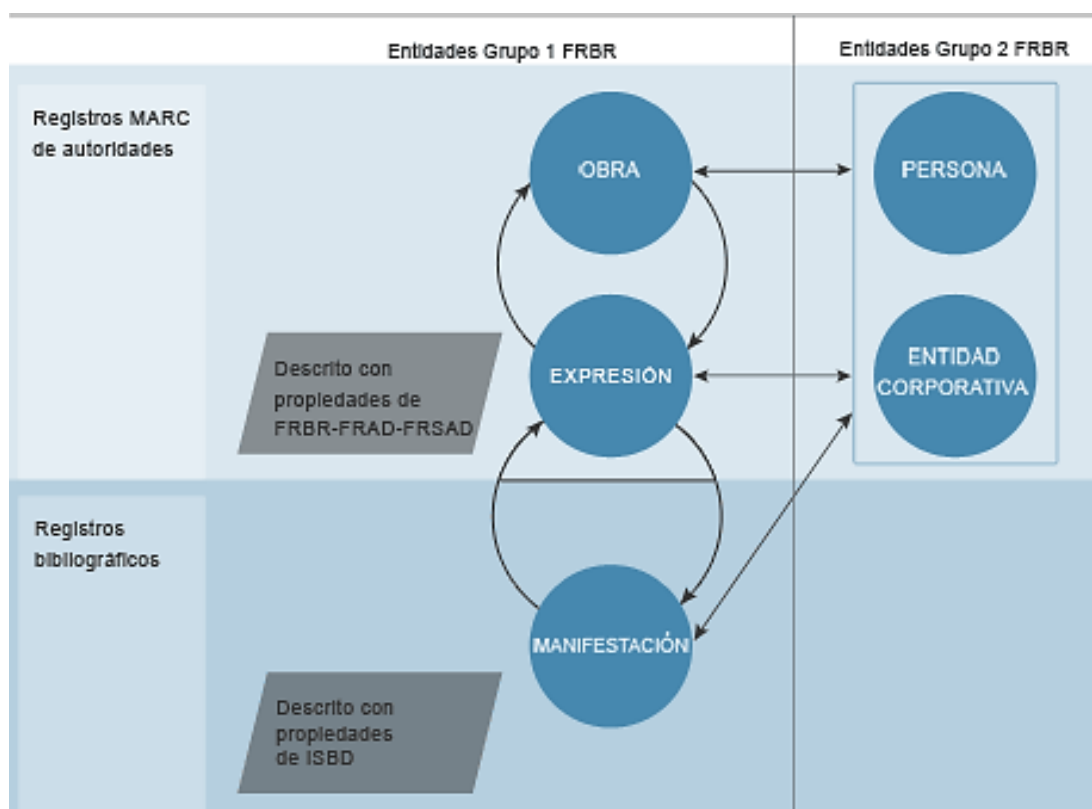 Entidades Grupo 1 FRBR
Entidades Grupo 2 FRBR
Registros MARC
de autoridades
OBRA
PERSONA
Descrito con
propiedades de
FRBR-FRAD-FRSAD
EXPRESIÓN
ENTIDAD
CORPORATIVA
Registros
bibliográficos
MANIFESTACIÓN
Descrito con
propiedades
de ISBD